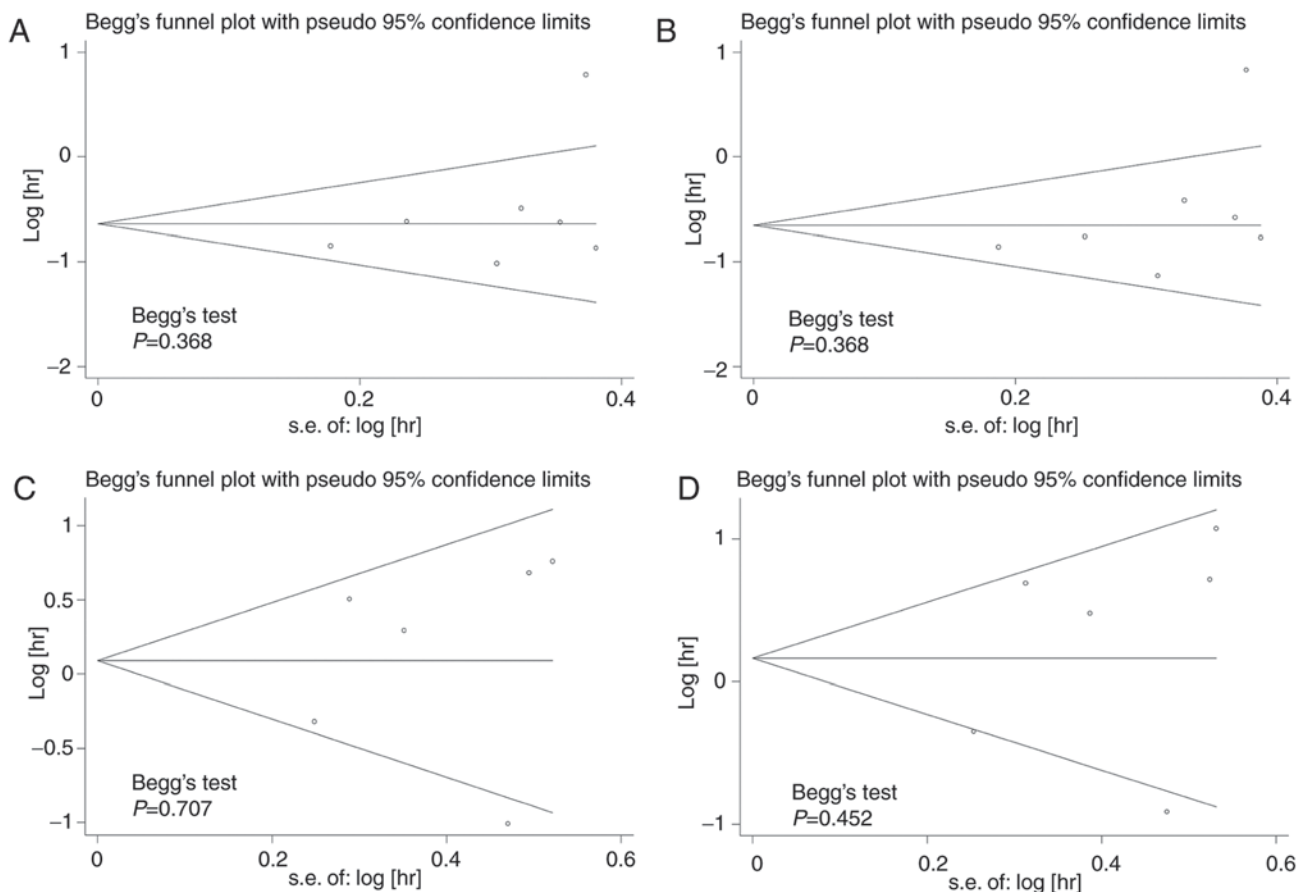 A
Begg's funnel plot with pseudo 95% confidence limits
1
0
–1
–2
Log [hr]
Begg's test
P=0.368
0
0.2
0.4
s.e. of: log [hr]
B
Begg's funnel plot with pseudo 95% confidence limits
1
0
–1
–2
Log [hr]
Begg's test
P=0.368
0
0.2
0.4
s.e. of: log [hr]
C
Begg's funnel plot with pseudo 95% confidence limits
1
0.5
0
–0.5
–1
Log [hr]
Begg's test
P=0.707
0
0.2
0.4
0.6
s.e. of: log [hr]
D
Begg's funnel plot with pseudo 95% confidence limits
1
0
–1
Log [hr]
Begg's test
P=0.452
0
0.2
0.4
0.6
s.e. of: log [hr]